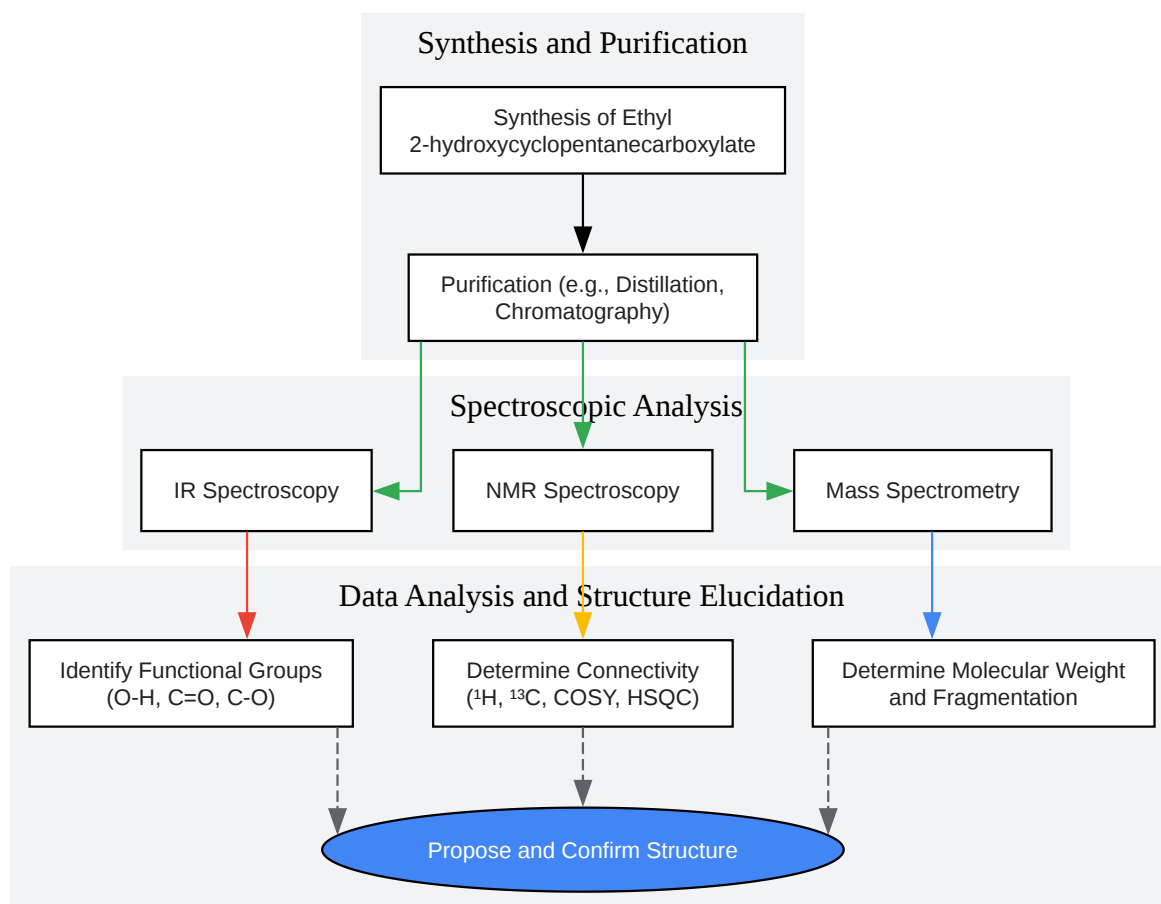 Synthesis and Purification
Synthesis of Ethyl
2-hydroxycyclopentanecarboxylate
Purification (e.g., Distillation,
Chromatography)
Spectroscopic Analysis
IR Spectroscopy
NMR Spectroscopy
Mass Spectrometry
Data Analysis and Structure Elucidation
Identify Functional Groups
(O-H, C=O, C-O)
Determine Connectivity
(¹H, ¹³C, COSY, HSQC)
Determine Molecular Weight
and Fragmentation
Propose and Confirm Structure